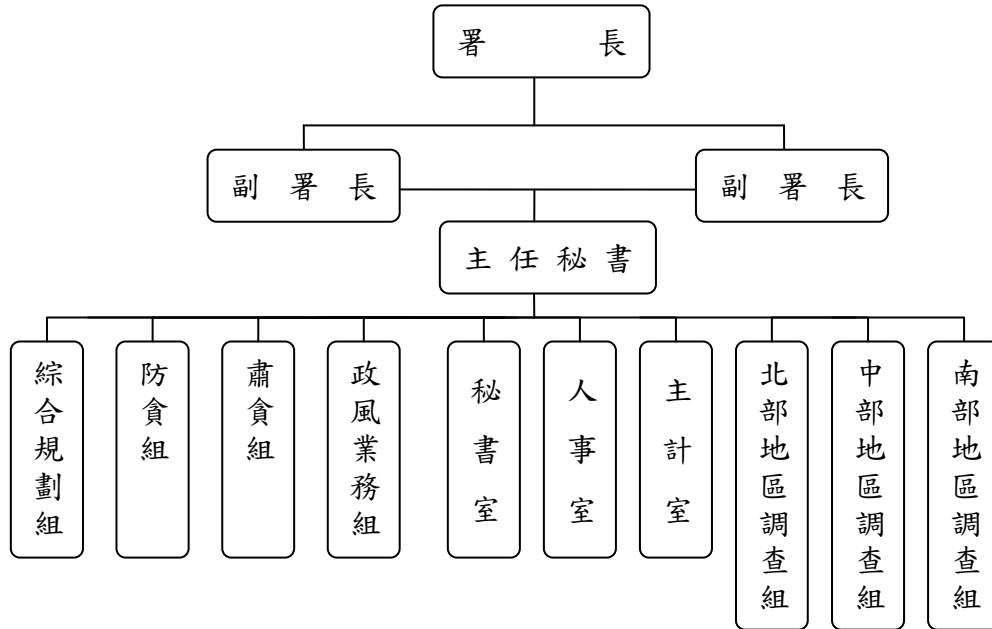 署長
副署長
副署長
主任秘書
綜合規劃組
防貪組
肅貪組
政風業務組
秘書室
人事室
主計室
北部地區調查組
中部地區調查組
南部地區調查組